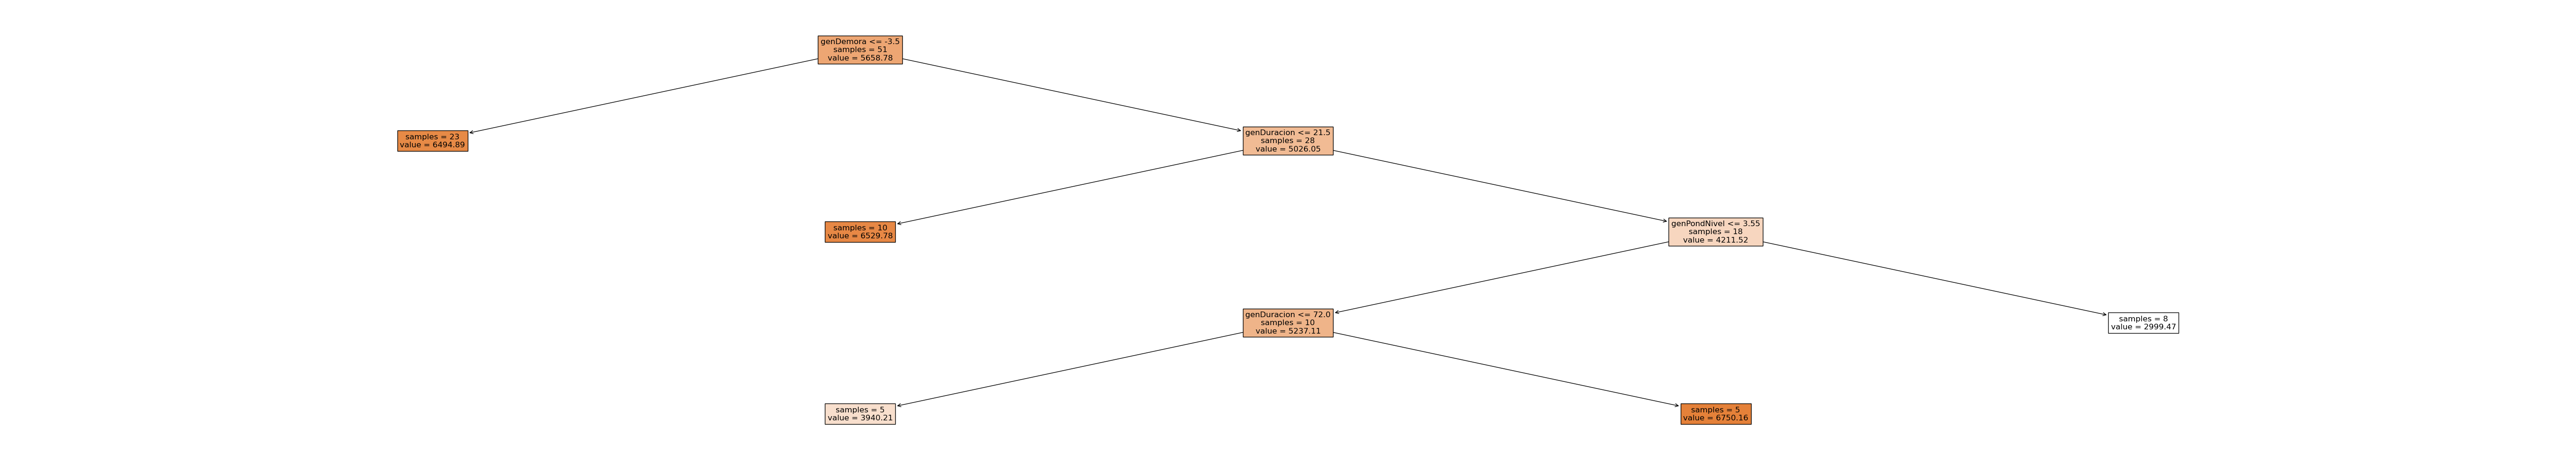 genDemora <= -3.5
samples = 51
value = 5658.78
samples = 23
value = 6494.89
genDuracion <= 21.5
samples = 28
value = 5026.05
samples = 10
value = 6529.78
genPondNivel <= 3.55
samples = 18
value = 4211.52
genDuracion <= 72.0
samples = 10
value = 5237.11
samples = 8
value = 2999.47
samples = 5
value = 3940.21
samples = 5
value = 6750.16